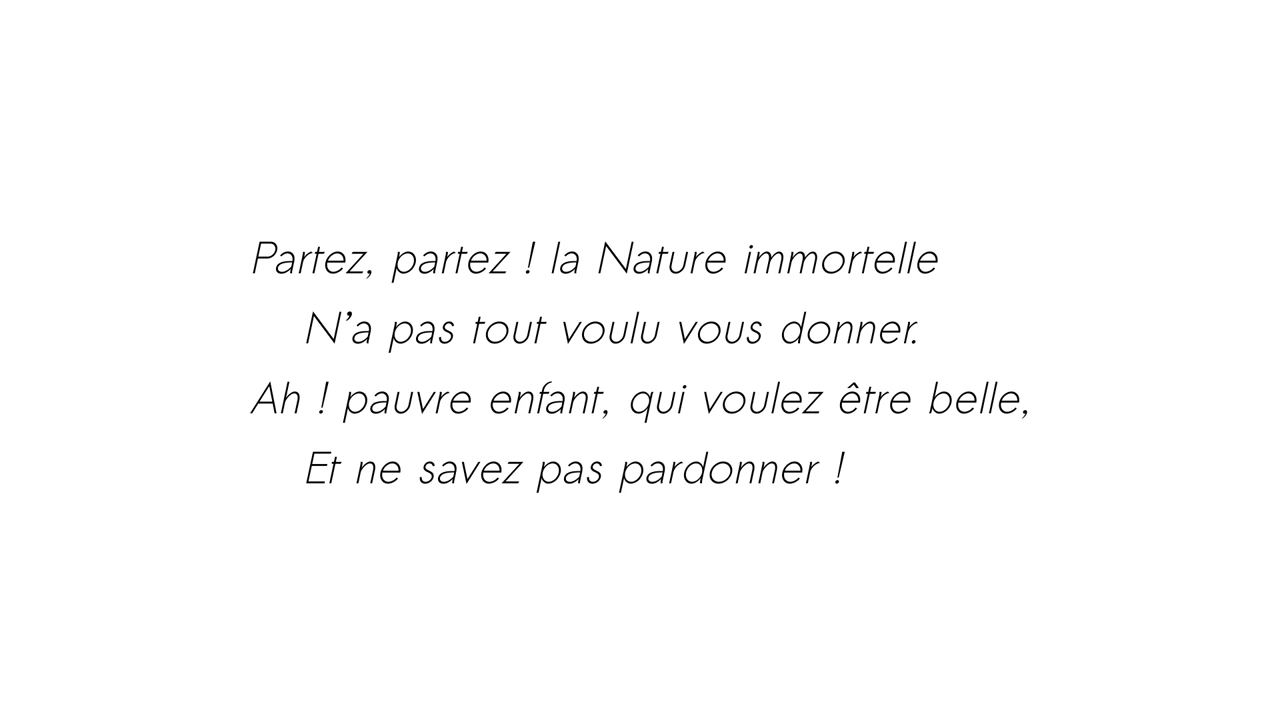 Partez, partez ! la Nature immortelle
N’a pas tout voulu vous donner.
Ah ! pauvre enfant, qui voulez être belle,
Et ne savez pas pardonner !